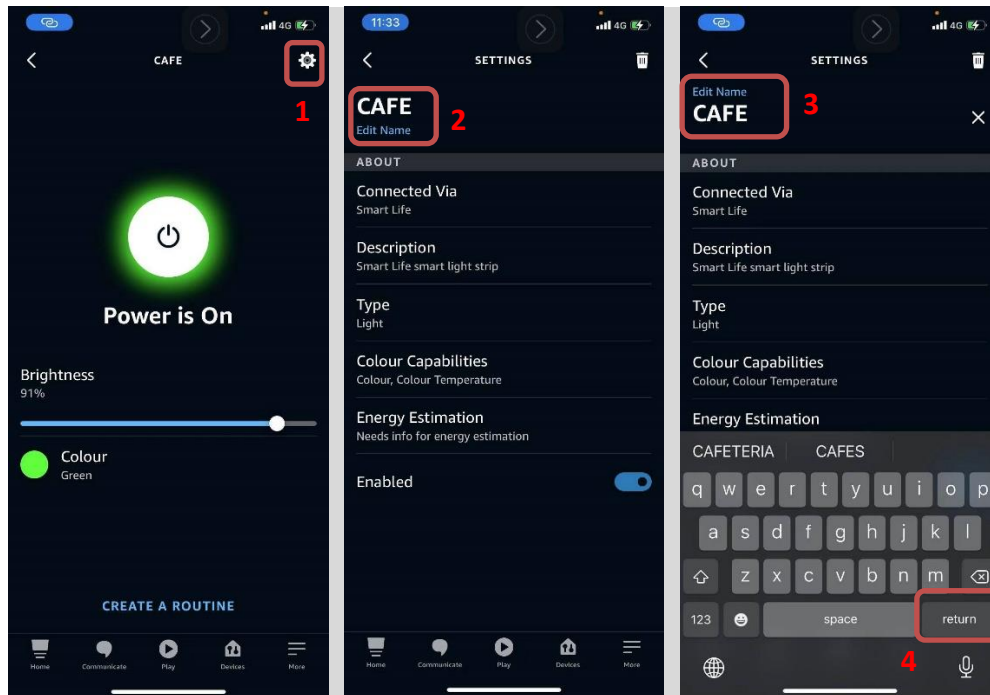 4G
CAFE
1
Power is On
Brightness
91%
Colour
Green
CREATE A ROUTINE
Home Communicate Play Devices More
11:33 4G
SETTINGS
CAFE
Edit Name
2
ABOUT
Connected Via
Smart Life
Description
Smart Life smart light strip
Type
Light
Colour Capabilities
Colour, Colour Temperature
Energy Estimation
Needs info for energy estimation
Enabled
Home Communicate Play Devices More
4G
SETTINGS
Edit Name
CAFE
3
ABOUT
Connected Via
Smart Life
Description
Smart Life smart light strip
Type
Light
Colour Capabilities
Colour, Colour Temperature
Energy Estimation
CAFETERIA CAFES
q w e r t y u i o p
a s d f g h j k l
z x c v b n m
123 space return
4